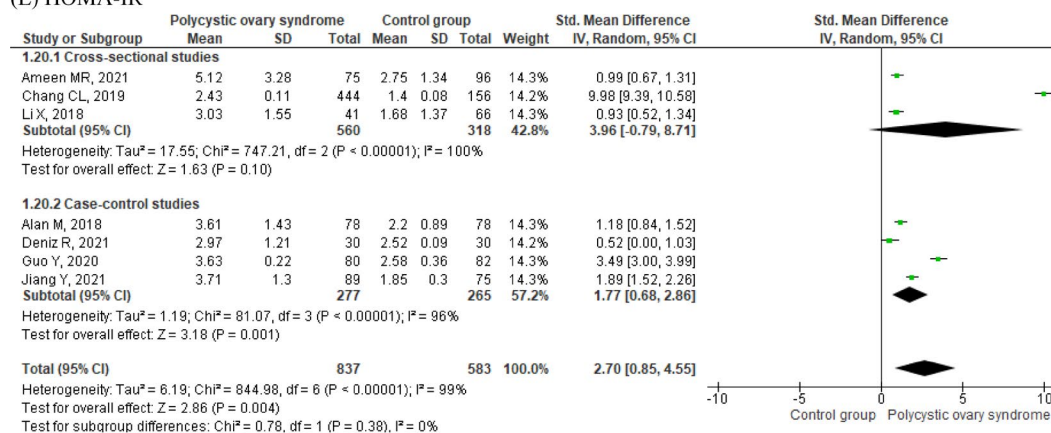 (E) HOMA-IR
Polycystic ovary syndrome Control group Std. Mean Difference Std. Mean Difference
Study or Subgroup Mean SD Total Mean SD Total Weight IV, Random, 95% CI IV, Random, 95% CI
1.20.1 Cross-sectional studies
Ameen MR, 2021 5.12 3.28 75 2.75 1.34 96 14.3% 0.99 [0.67, 1.31]
Chang CL, 2019 2.43 0.11 444 1.4 0.08 156 14.2% 9.98 [9.39, 10.58]
Li X, 2018 3.03 1.55 41 1.68 1.37 66 14.3% 0.93 [0.52, 1.34]
Subtotal (95% CI) 560 318 42.8% 3.96 [-0.79, 8.71]
Heterogeneity: Tau² = 17.55; Chi² = 747.21, df = 2 (P < 0.00001); I² = 100%
Test for overall effect: Z = 1.63 (P = 0.10)
1.20.2 Case-control studies
Alan M, 2018 3.61 1.43 78 2.2 0.89 78 14.3% 1.18 [0.84, 1.52]
Deniz R, 2021 2.97 1.21 30 2.52 0.09 30 14.2% 0.52 [0.00, 1.03]
Guo Y, 2020 3.63 0.22 80 2.58 0.36 82 14.3% 3.49 [3.00, 3.99]
Jiang Y, 2021 3.71 1.3 89 1.85 0.3 75 14.3% 1.89 [1.52, 2.26]
Subtotal (95% CI) 277 265 57.2% 1.77 [0.68, 2.86]
Heterogeneity: Tau² = 1.19; Chi² = 81.07, df = 3 (P < 0.00001); I² = 96%
Test for overall effect: Z = 3.18 (P = 0.001)
Total (95% CI) 837 583 100.0% 2.70 [0.85, 4.55]
Heterogeneity: Tau² = 6.19; Chi² = 844.98, df = 6 (P < 0.00001); I² = 99%
Test for overall effect: Z = 2.86 (P = 0.004)
Test for subgroup differences: Chi² = 0.78, df = 1 (P = 0.38), I² = 0%
-10 -5 0 5 10
Control group Polycystic ovary syndrome